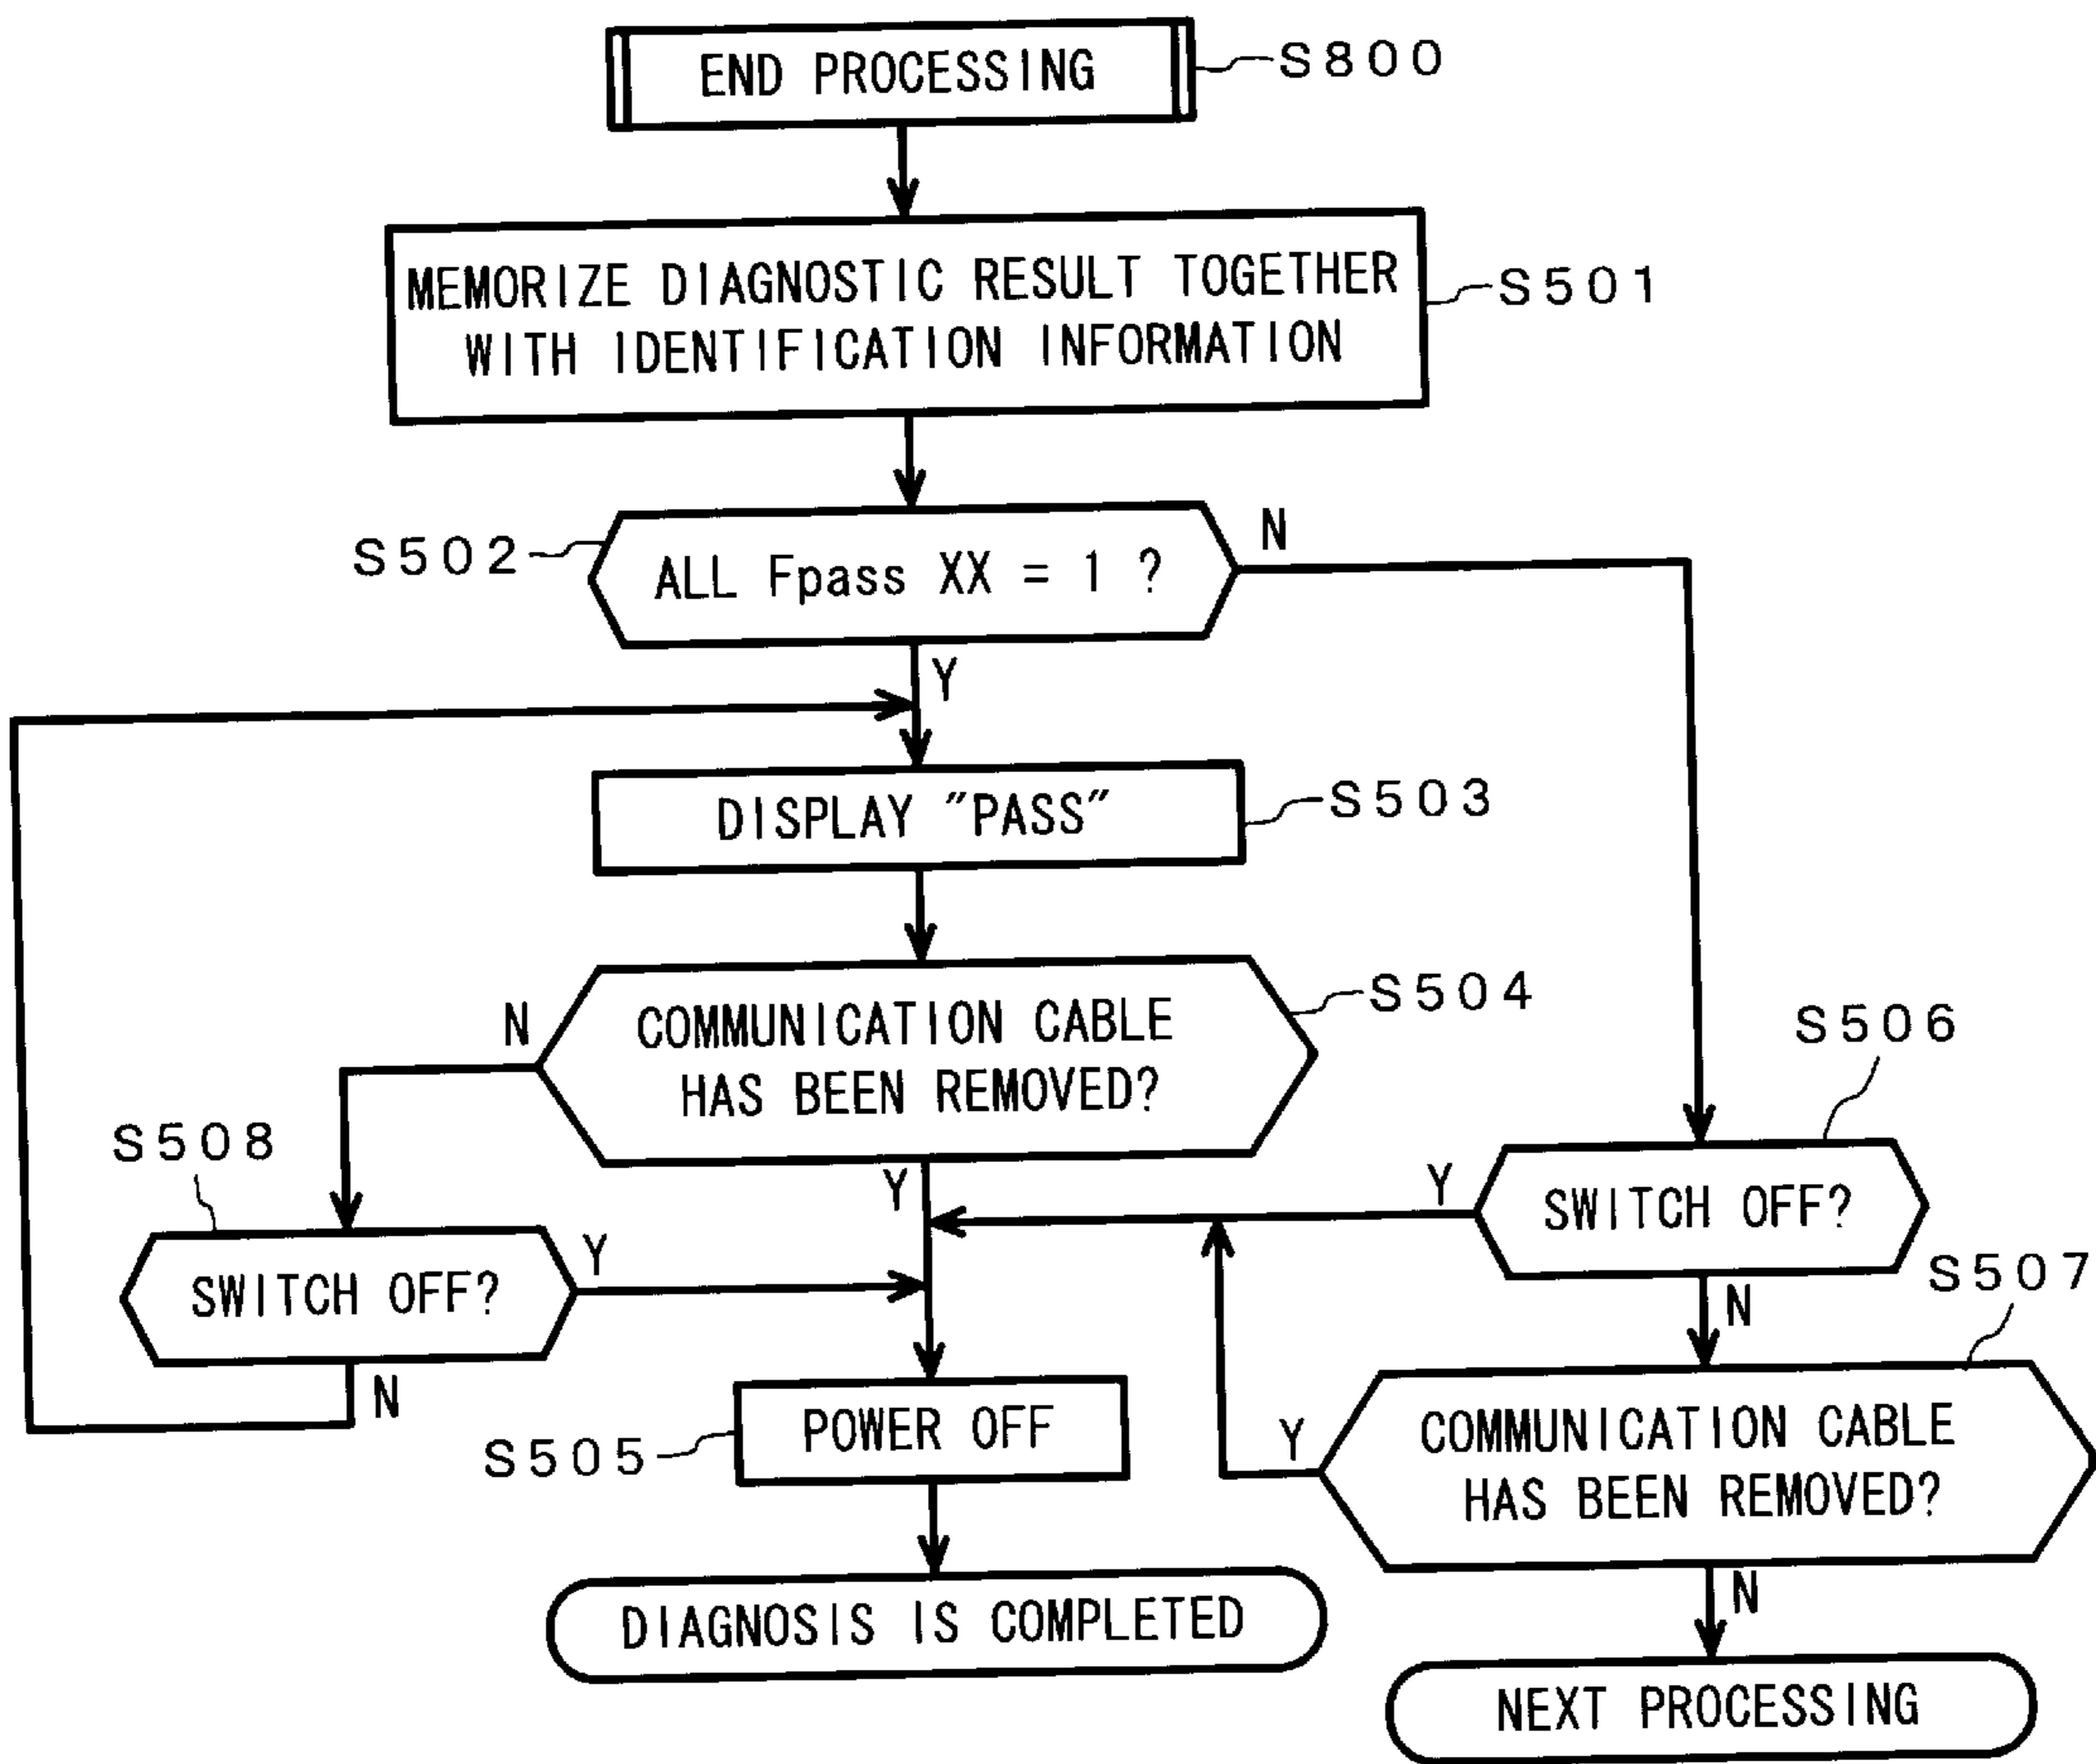 END PROCESSING
S800
MEMORIZE DIAGNOSTIC RESULT TOGETHER
WITH IDENTIFICATION INFORMATION
S501
S502
ALL Fpass XX = 1 ?
N
Y
DISPLAY "PASS"
S503
N
COMMUNICATION CABLE
HAS BEEN REMOVED?
S504
Y
S506
SWITCH OFF?
Y
N
S508
SWITCH OFF?
Y
N
S507
COMMUNICATION CABLE
HAS BEEN REMOVED?
Y
N
S505
POWER OFF
DIAGNOSIS IS COMPLETED
NEXT PROCESSING